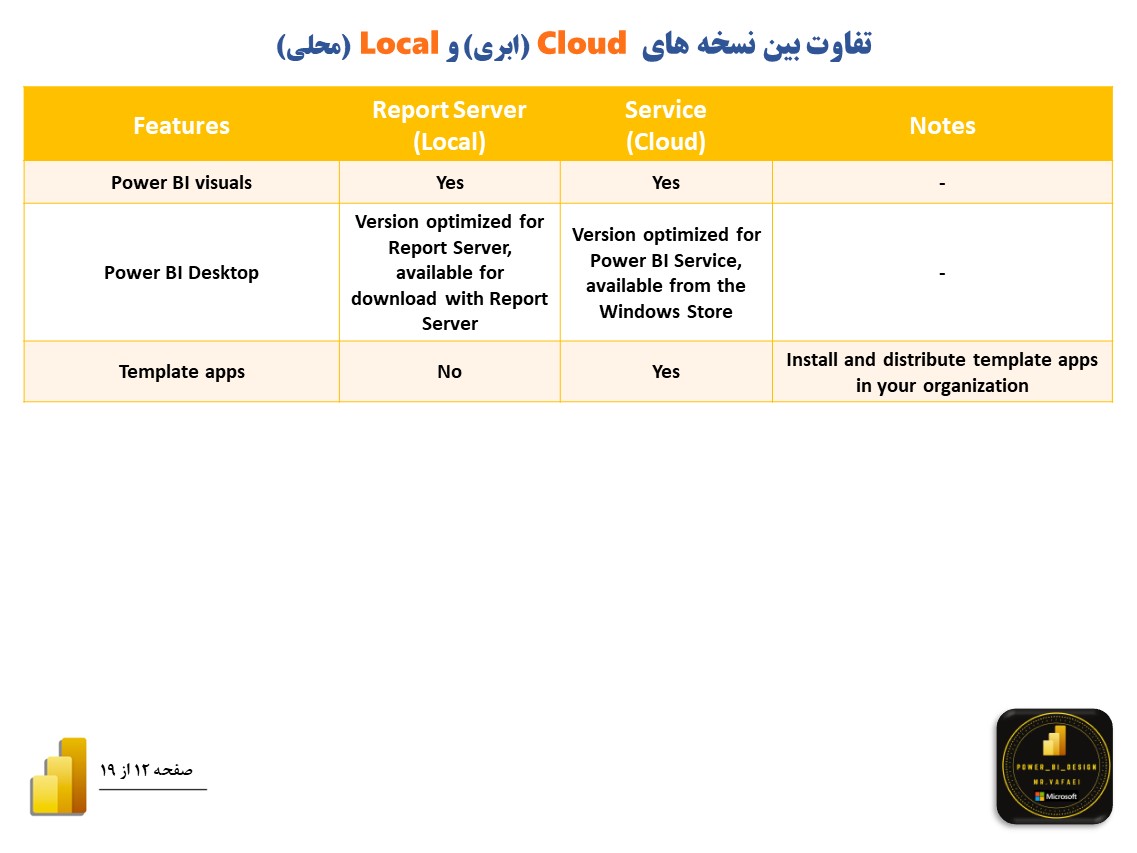 تفاوت بین نسخه های Cloud (ابری) و Local (محلی)
Features
Report Server
(Local)
Service
(Cloud)
Notes
Power BI visuals
Yes
Yes
-
Power BI Desktop
Version optimized for
Report Server,
available for
download with Report
Server
Version optimized for
Power BI Service,
available from the
Windows Store
-
Template apps
No
Yes
Install and distribute template apps
in your organization
صفحه ۱۲ از ۱۹
POWER_BI_DESIGN
MR.VAFAEI
Microsoft